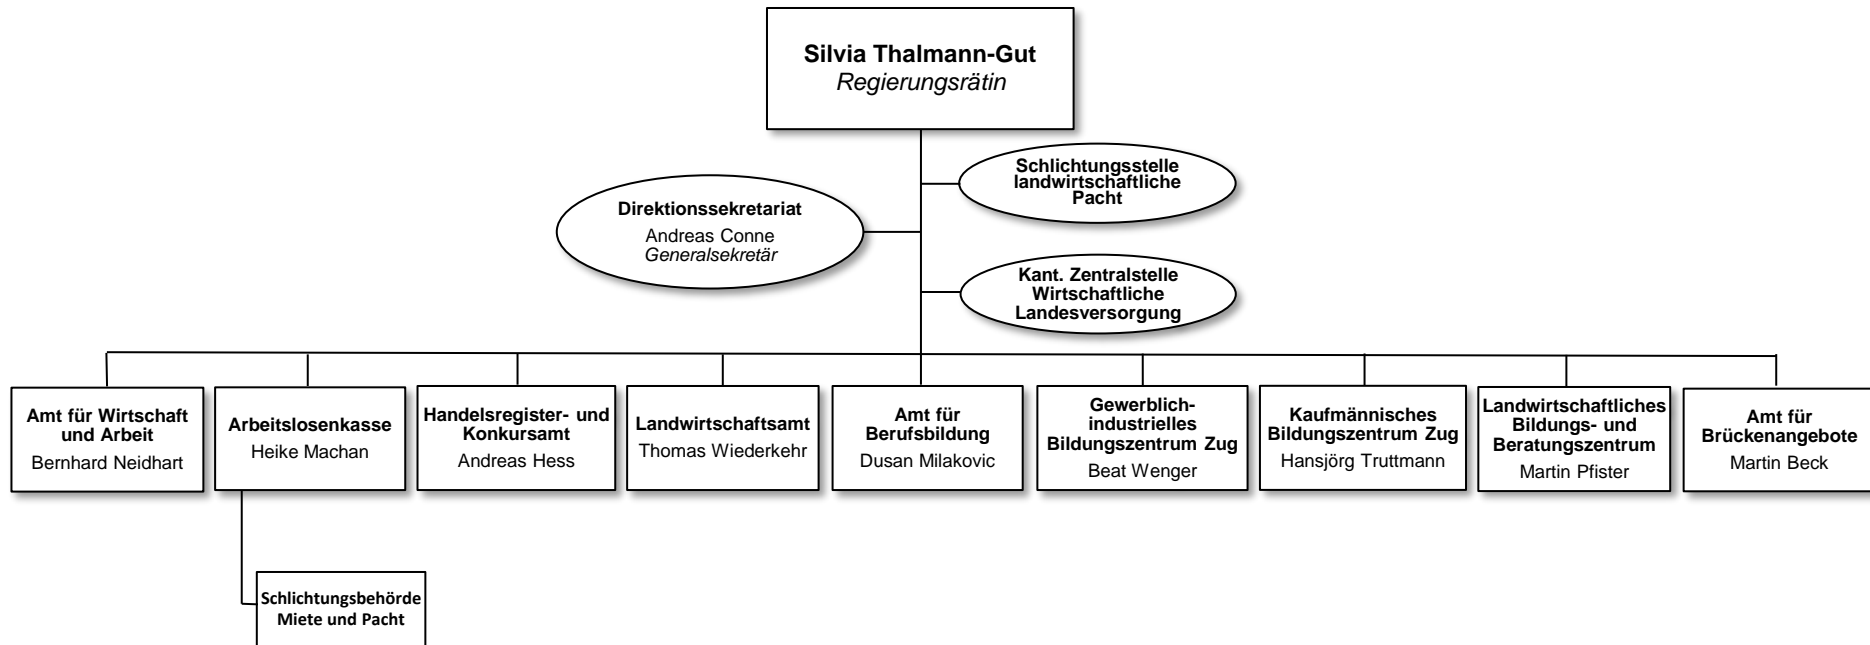 Silvia Thalmann-Gut
Regierungsrätin
Schlichtungsstelle
landwirtschaftliche
Pacht
Direktionssekretariat
Andreas Conne
Generalsekretär
Kant. Zentralstelle
Wirtschaftliche
Landesversorgung
Amt für Wirtschaft
und Arbeit
Bernhard Neidhart
Arbeitslosenkasse
Heike Machan
Handelsregister- und
Konkursamt
Andreas Hess
Landwirtschaftsamt
Thomas Wiederkehr
Amt für
Berufsbildung
Dusan Milakovic
Gewerblich-
industrielles
Bildungszentrum Zug
Beat Wenger
Kaufmännisches
Bildungszentrum Zug
Hansjörg Truttmann
Landwirtschaftliches
Bildungs- und
Beratungszentrum
Martin Pfister
Amt für
Brückenangebote
Martin Beck
Schlichtungsbehörde
Miete und Pacht